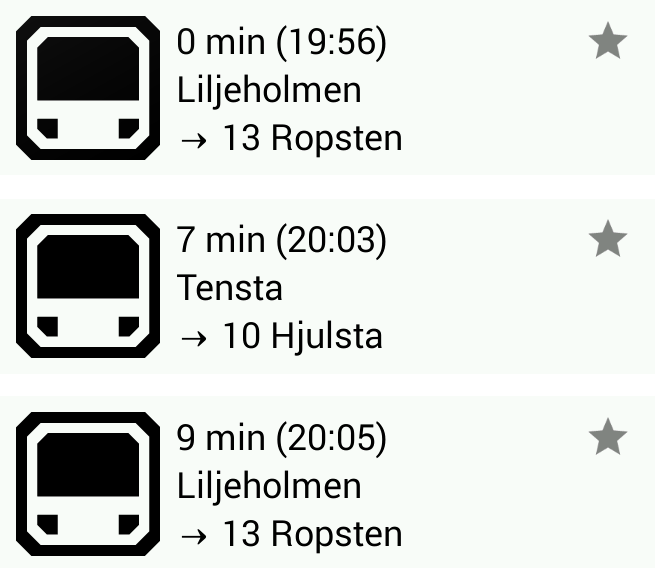 0 min (19:56)
Liljeholmen
→ 13 Ropsten
7 min (20:03)
Tensta
→ 10 Hjulsta
9 min (20:05)
Liljeholmen
→ 13 Ropsten